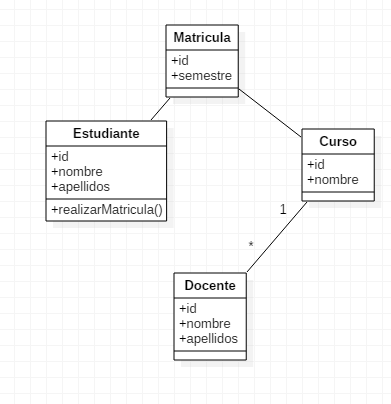 Matricula
+id
+semestre
Estudiante
+id
+nombre
+apellidos
+realizarMatricula()
Curso
+id
+nombre
1
*
Docente
+id
+nombre
+apellidos